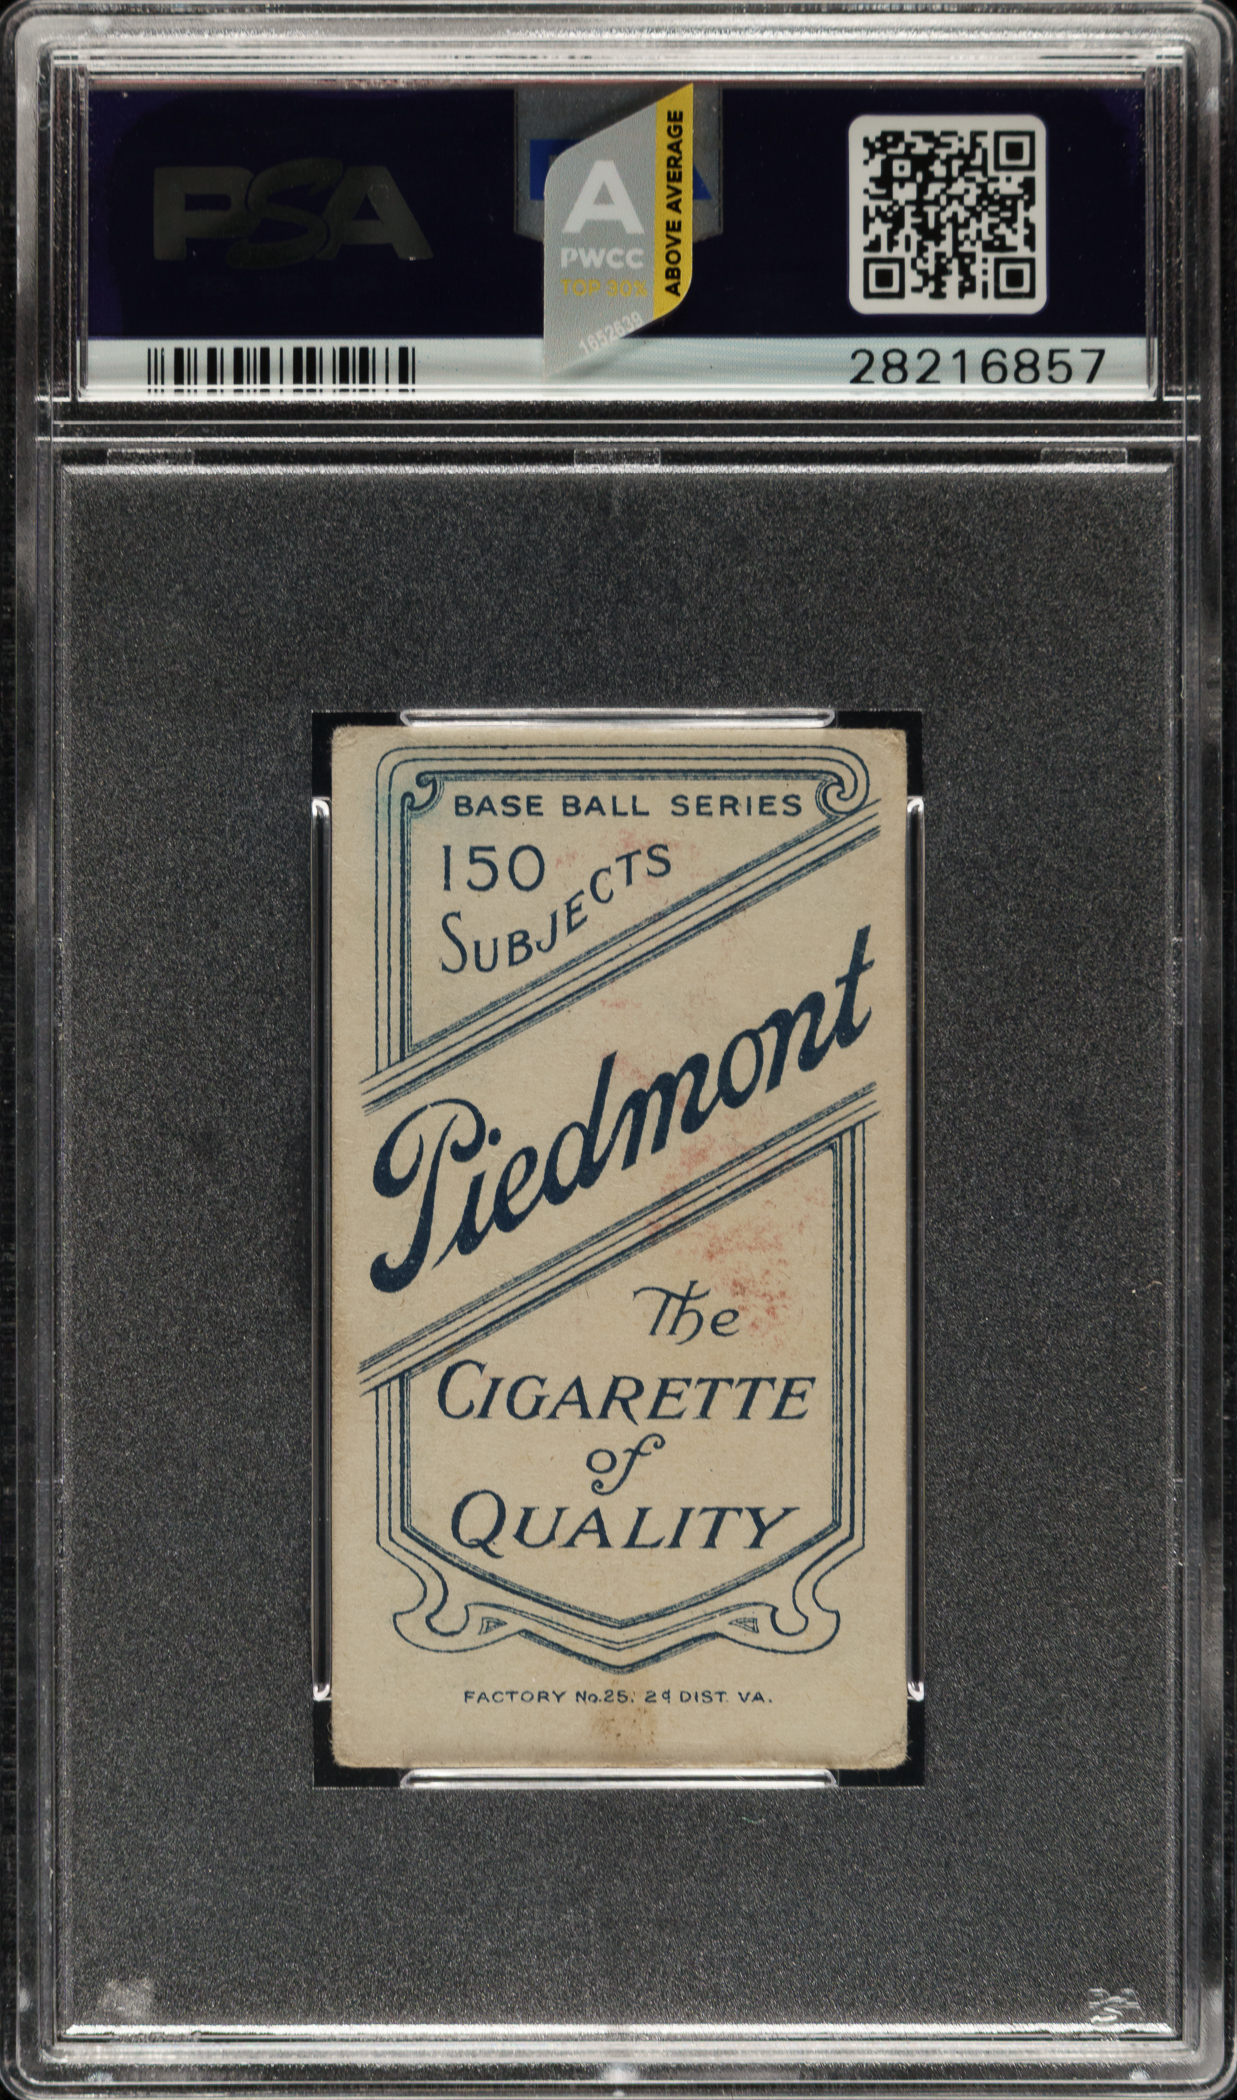 PSA
A
PWCC
TOP 30%
ABOVE AVERAGE
1652639
28216857
BASE BALL SERIES
150
SUBJECTS
Piedmont
The
CIGARETTE
of
QUALITY
FACTORY No.25. 2d DIST. VA.